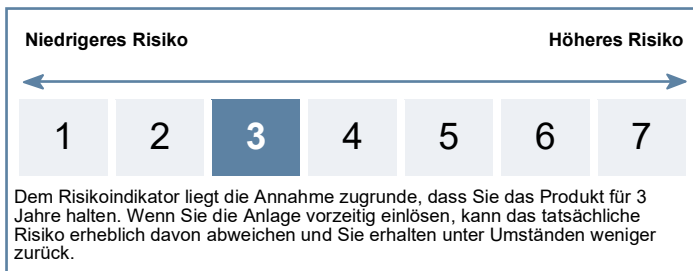 Niedrigeres Risiko Höheres Risiko
1 2 3 4 5 6 7
Dem Risikoindikator liegt die Annahme zugrunde, dass Sie das Produkt für 3
Jahre halten. Wenn Sie die Anlage vorzeitig einlösen, kann das tatsächliche
Risiko erheblich davon abweichen und Sie erhalten unter Umständen weniger
zurück.